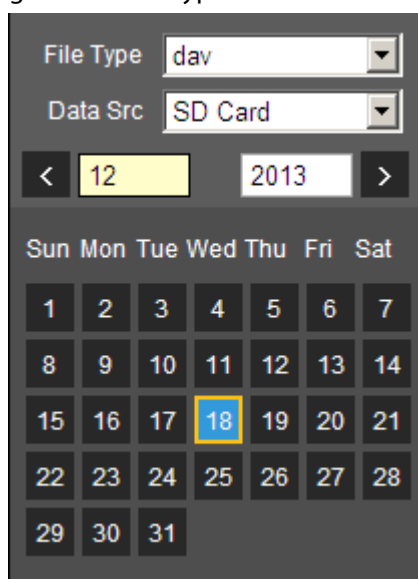 File Type dav
Data Src SD Card
< 12 2013 >
Sun Mon Tue Wed Thu Fri Sat
1 2 3 4 5 6 7
8 9 10 11 12 13 14
15 16 17 18 19 20 21
22 23 24 25 26 27 28
29 30 31